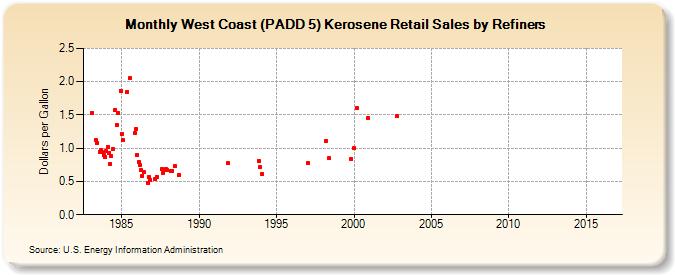 Monthly West Coast (PADD 5) Kerosene Retail Sales by Refiners
Dollars per Gallon
2.5
2.0
1.5
1.0
0.5
0.0
1985 1990 1995 2000 2005 2010 2015
Source: U.S. Energy Information Administration